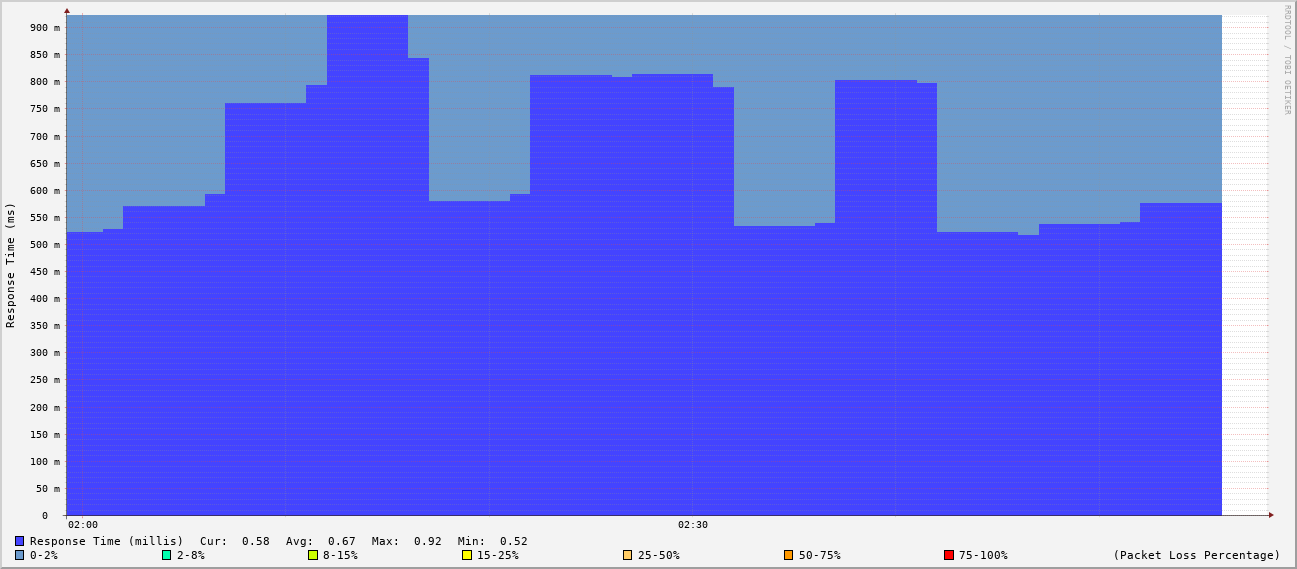 RRDTOOL / TOBI OETIKER
Response Time (ms)
900 m
850 m
800 m
750 m
700 m
650 m
600 m
550 m
500 m
450 m
400 m
350 m
300 m
250 m
200 m
150 m
100 m
50 m
0
02:00 02:30
Response Time (millis) Cur: 0.58 Avg: 0.67 Max: 0.92 Min: 0.52
0-2% 2-8% 8-15% 15-25% 25-50% 50-75% 75-100% (Packet Loss Percentage)